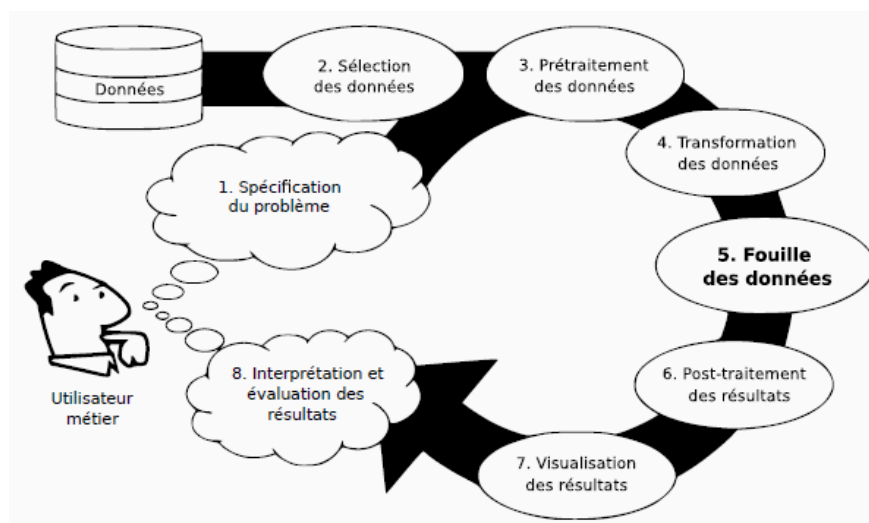 Données
2. Sélection
des données
3. Prétraitement
des données
4. Transformation
des données
1. Spécification
du problème
5. Fouille
des données
6. Post-traitement
des résultats
8. Interprétation et
évaluation des
résultats
Utilisateur
métier
7. Visualisation
des résultats